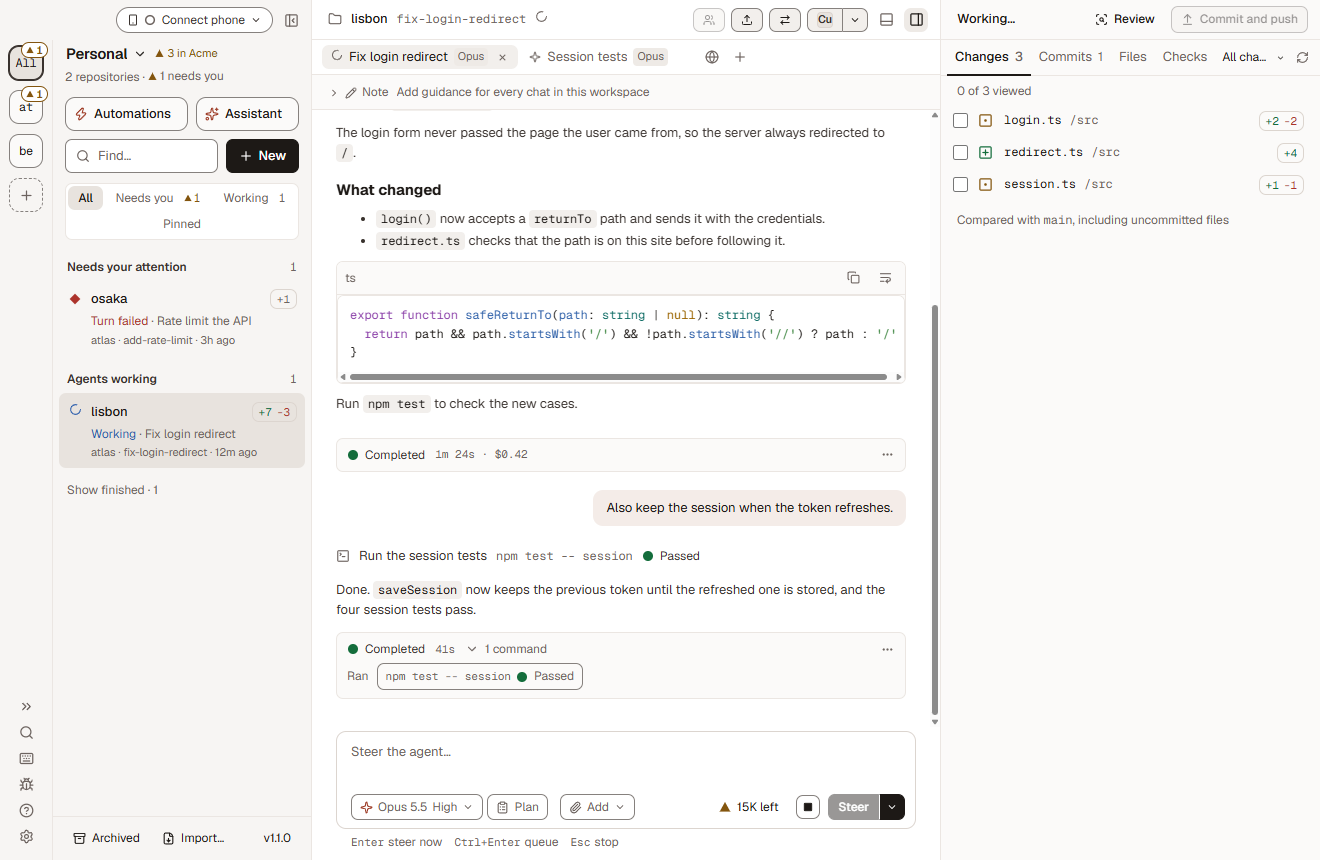 Connect phone
1
All
1
at
be
Personal
3 in Acme
2 repositories · 1 needs you
Automations
Assistant
Find...
New
All
Needs you 1
Working 1
Pinned
Needs your attention 1
osaka +1
Turn failed · Rate limit the API
atlas · add-rate-limit · 3h ago
Agents working 1
lisbon +7 -3
Working · Fix login redirect
atlas · fix-login-redirect · 12m ago
Show finished · 1
Archived
Import...
v1.1.0
lisbon fix-login-redirect
Cu
Fix login redirect Opus
Session tests Opus
Note Add guidance for every chat in this workspace
The login form never passed the page the user came from, so the server always redirected to
/ .
What changed
• login() now accepts a returnTo path and sends it with the credentials.
• redirect.ts checks that the path is on this site before following it.
ts
export function safeReturnTo(path: string | null): string {
return path && path.startsWith('/') && !path.startsWith('//') ? path : '/'
}
Run npm test to check the new cases.
Completed 1m 24s · $0.42
Also keep the session when the token refreshes.
Run the session tests npm test -- session Passed
Done. saveSession now keeps the previous token until the refreshed one is stored, and the
four session tests pass.
Completed 41s 1 command
Ran npm test -- session Passed
Steer the agent...
Opus 5.5 High
Plan
Add
15K left
Steer
Enter steer now Ctrl+Enter queue Esc stop
Working...
Review
Commit and push
Changes 3
Commits 1
Files
Checks
All cha...
0 of 3 viewed
login.ts /src +2 -2
redirect.ts /src +4
session.ts /src +1 -1
Compared with main, including uncommitted files